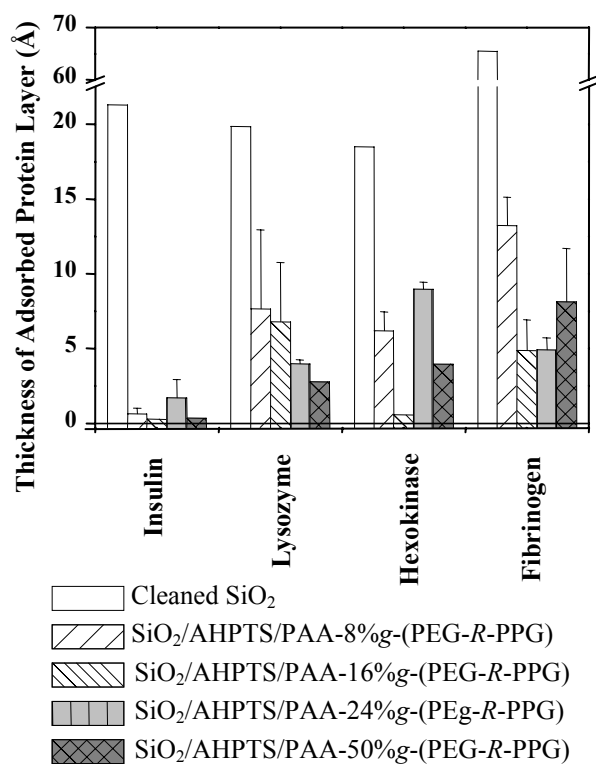 Thickness of Adsorbed Protein Layer (Å)
70
60
20
15
10
5
0
Insulin
Lysozyme
Hexokinase
Fibrinogen
Cleaned SiO₂
SiO₂/AHPTS/PAA-8%g-(PEG-R-PPG)
SiO₂/AHPTS/PAA-16%g-(PEG-R-PPG)
SiO₂/AHPTS/PAA-24%g-(PEg-R-PPG)
SiO₂/AHPTS/PAA-50%g-(PEG-R-PPG)